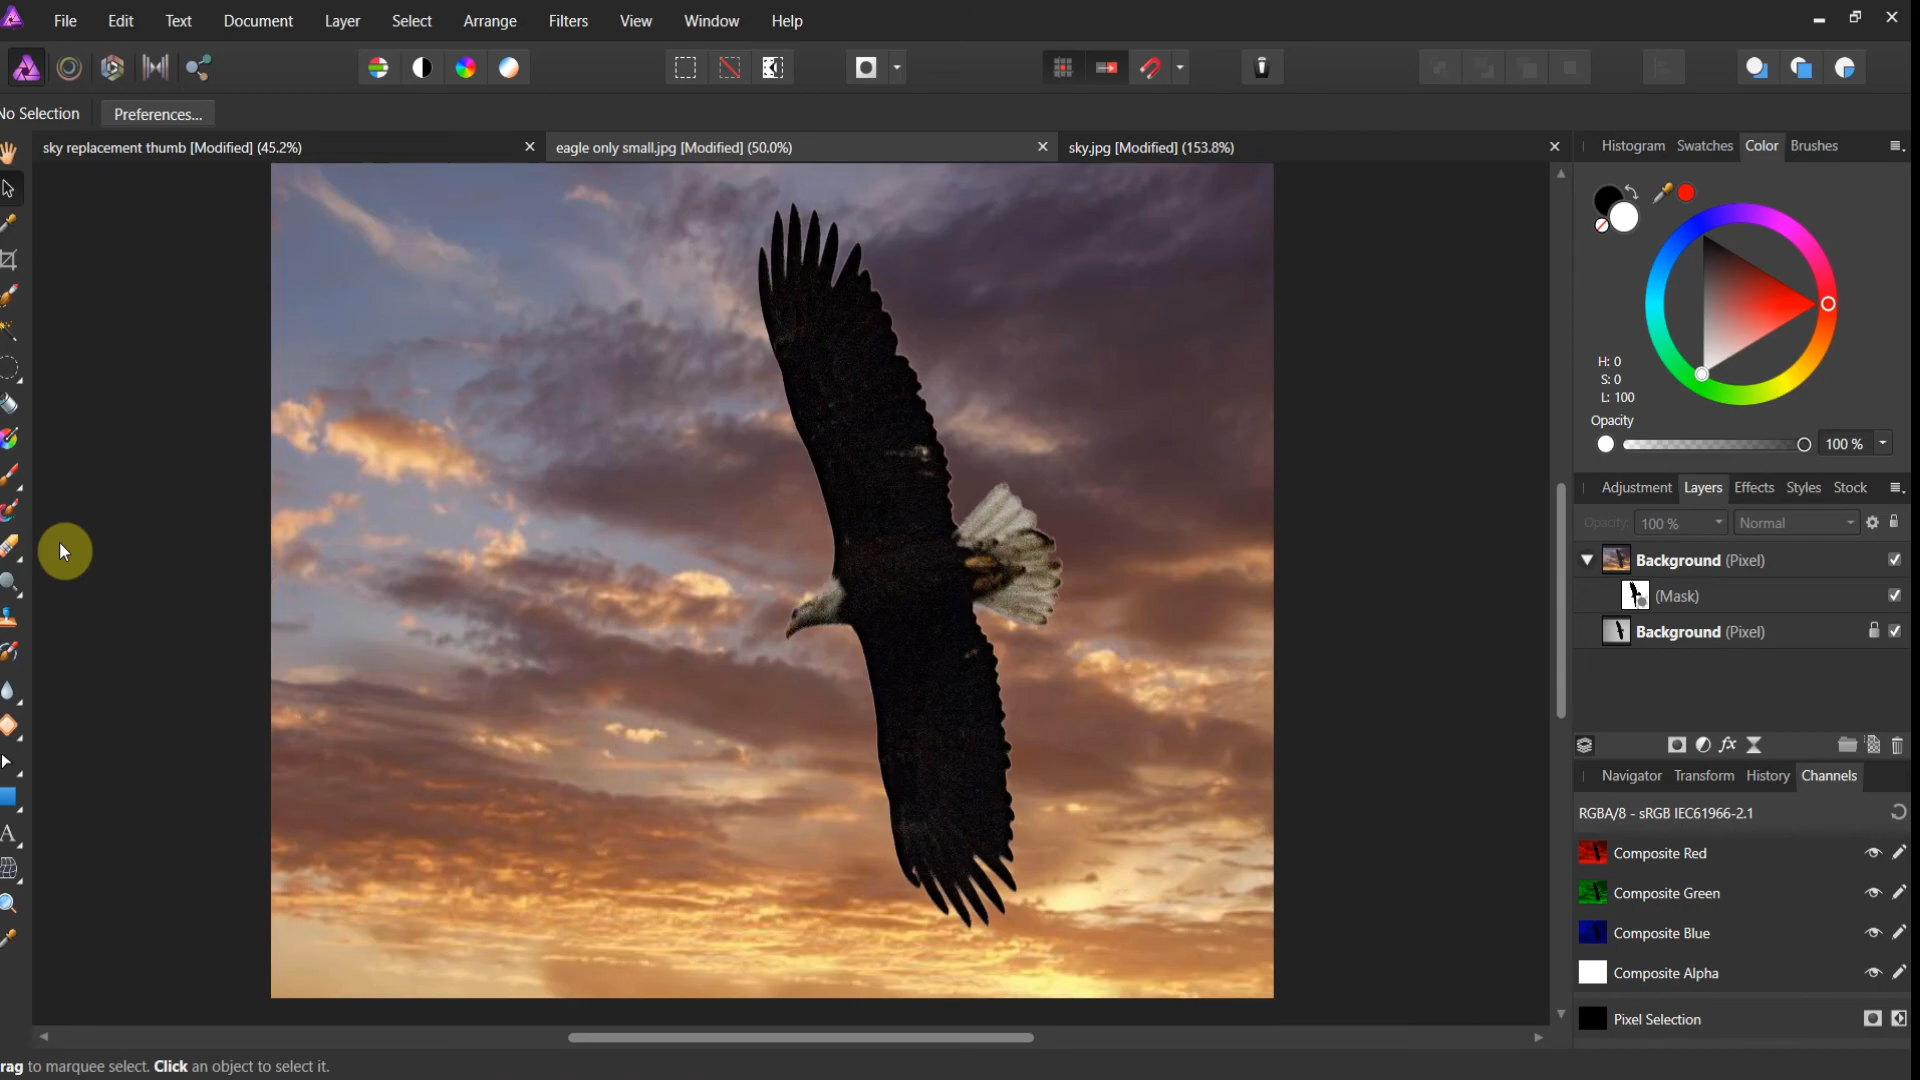 File Edit Text Document Layer Select Arrange Filters View Window Help
No Selection Preferences...
sky replacement thumb [Modified] (45.2%) eagle only small.jpg [Modified] (50.0%) sky.jpg [Modified] (153.8%)
Histogram Swatches Color Brushes
H: 0
S: 0
L: 100
Opacity
100 %
Adjustment Layers Effects Styles Stock
Opacity: 100 % Normal
Background (Pixel)
(Mask)
Background (Pixel)
fx
Navigator Transform History Channels
RGBA/8 - sRGB IEC61966-2.1
Composite Red
Composite Green
Composite Blue
Composite Alpha
Pixel Selection
rag to marquee select. Click an object to select it.